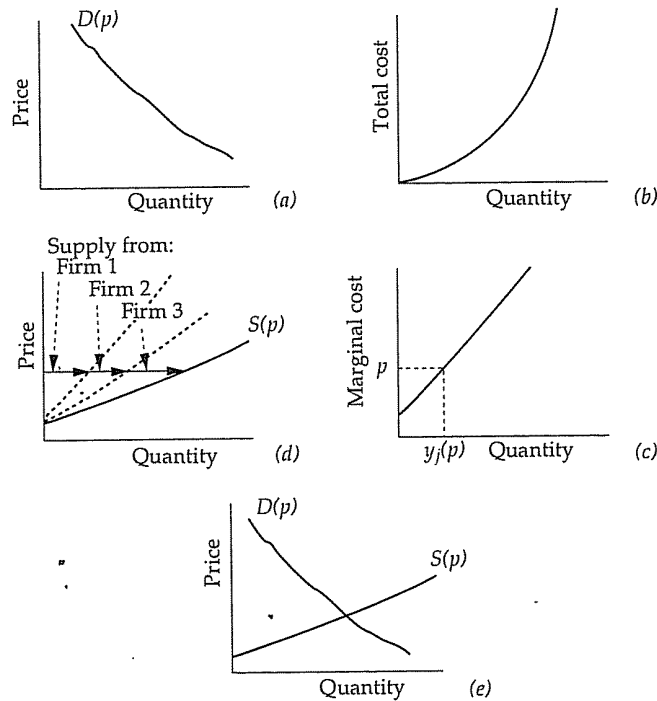 D(p)
Price
Quantity
(a)
Total cost
Quantity
(b)
Supply from:
Firm 1
Firm 2
Firm 3
S(p)
Price
Quantity
(d)
Marginal cost
p
y_j(p)
Quantity
(c)
D(p)
S(p)
Price
Quantity
(e)